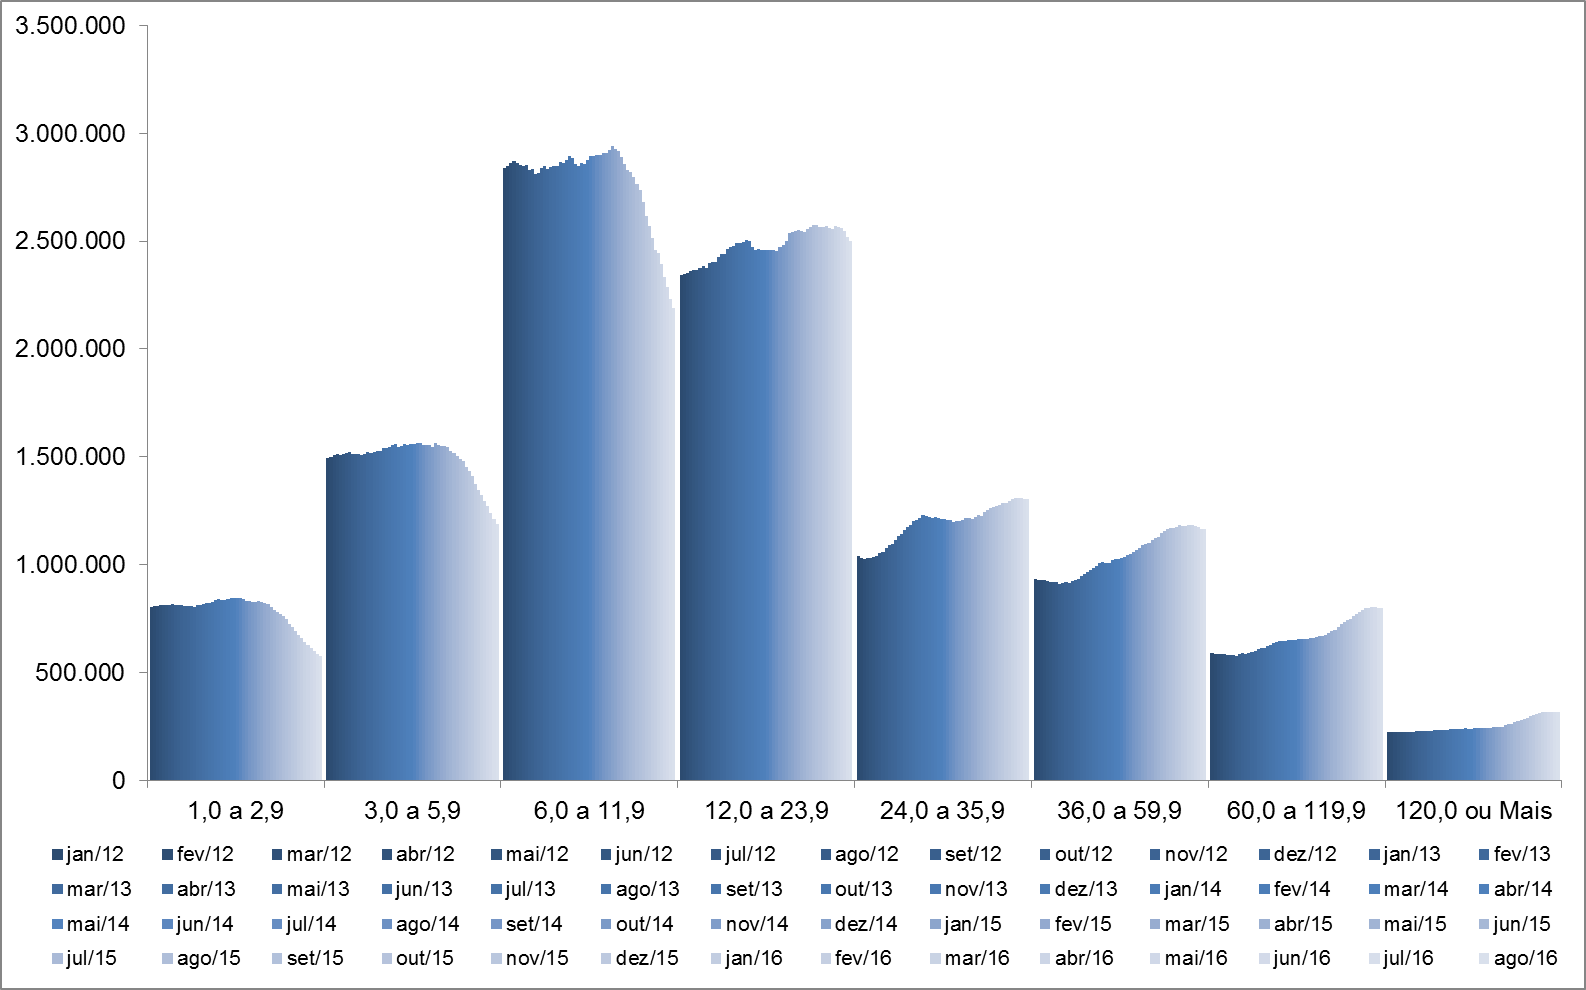 3.500.000
3.000.000
2.500.000
2.000.000
1.500.000
1.000.000
500.000
0
1,0 a 2,9 3,0 a 5,9 6,0 a 11,9 12,0 a 23,9 24,0 a 35,9 36,0 a 59,9 60,0 a 119,9 120,0 ou Mais
jan/12 fev/12 mar/12 abr/12 mai/12 jun/12 jul/12 ago/12 set/12 out/12 nov/12 dez/12 jan/13 fev/13
mar/13 abr/13 mai/13 jun/13 jul/13 ago/13 set/13 out/13 nov/13 dez/13 jan/14 fev/14 mar/14 abr/14
mai/14 jun/14 jul/14 ago/14 set/14 out/14 nov/14 dez/14 jan/15 fev/15 mar/15 abr/15 mai/15 jun/15
jul/15 ago/15 set/15 out/15 nov/15 dez/15 jan/16 fev/16 mar/16 abr/16 mai/16 jun/16 jul/16 ago/16